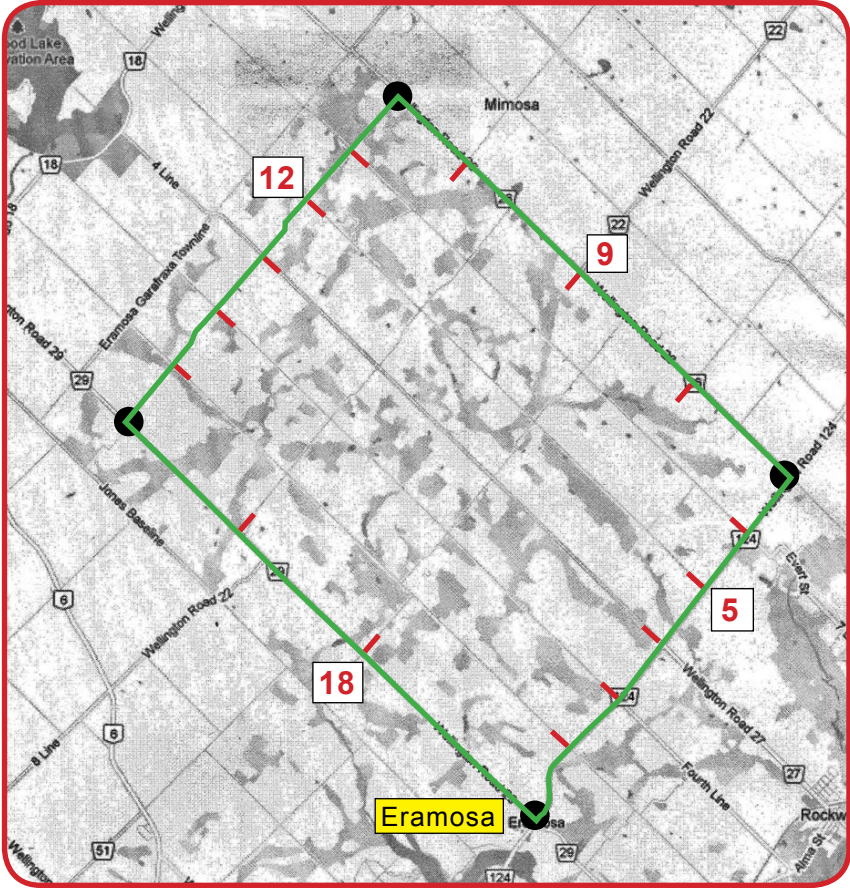 ood Lake
vation Area
18
22
Mimosa
18
4 Line
12
Wellington Road 22
22
9
Eramosa Garafraxa Townline
ton Road 29
29
Road 124
124
Evert St
Jones Baseline
29
6
Wellington Road 22
5
18
Wellington Road 27
6
8 Line
27
Fourth Line
Eramosa
Rockw
51
29
Alma St
Wellington
124